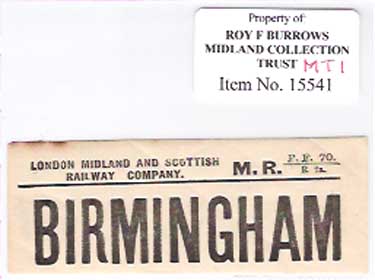 Property of:
ROY F BURROWS
MIDLAND COLLECTION
TRUST MT1
Item No. 15541
LONDON MIDLAND AND SCOTTISH
RAILWAY COMPANY.
M.R.
F.F. 70.
BIRMINGHAM